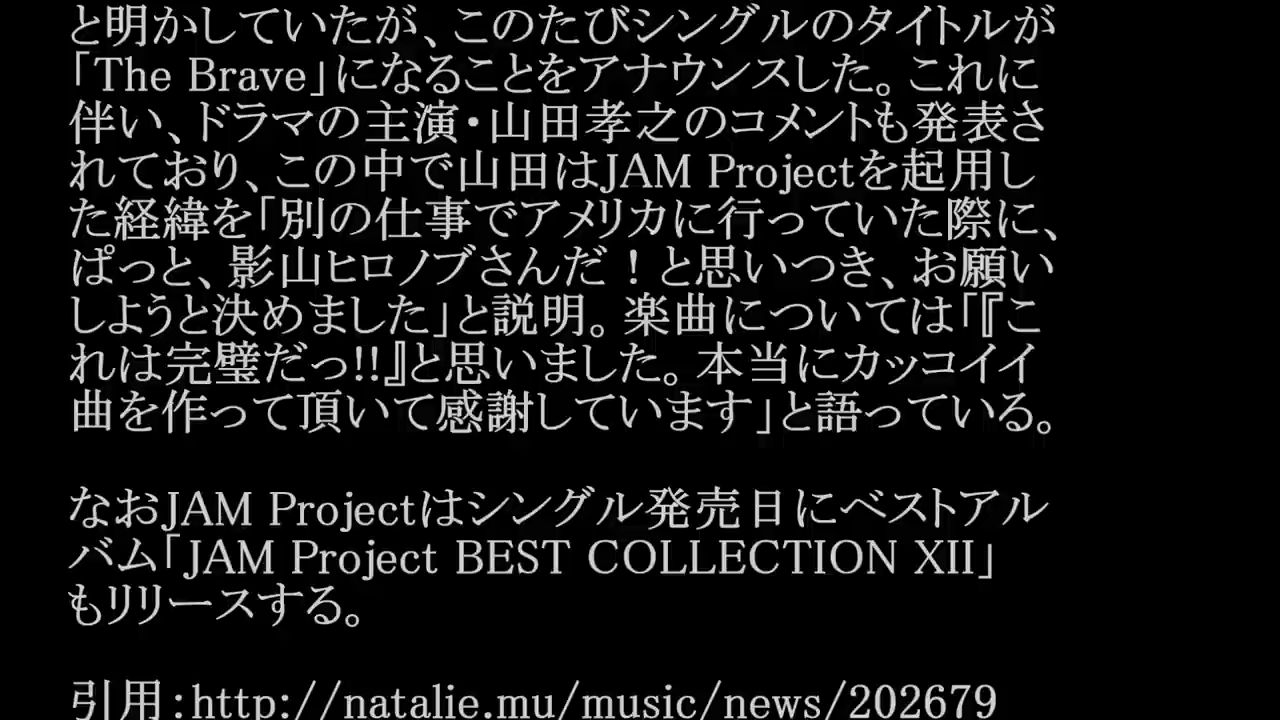 と明かしていたが、このたびシングルのタイトルが
「The Brave」になることをアナウンスした。これに
伴い、ドラマの主演・山田孝之のコメントも発表さ
れており、この中で山田はJAM Projectを起用し
た経緯を「別の仕事でアメリカに行っていた際に、
ぱっと、影山ヒロノブさんだ！と思いつき、お願い
しようと決めました」と説明。楽曲については「『こ
れは完璧だっ!!』と思いました。本当にカッコイイ
曲を作って頂いて感謝しています」と語っている。
なおJAM Projectはシングル発売日にベストアル
バム「JAM Project BEST COLLECTION XII」
もリリースする。
引用：http://natalie.mu/music/news/202679